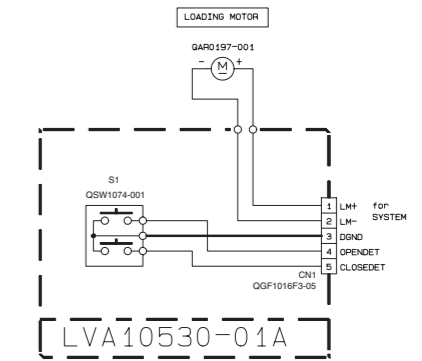 LOADING MOTOR
QAR0197-001
- M +
S1
QSW1074-001
1 LM+ for
2 LM- SYSTEM
3 DGND
4 OPENDET
5 CLOSEDET
CN1
QGF1016F3-05
LVA10530-01A